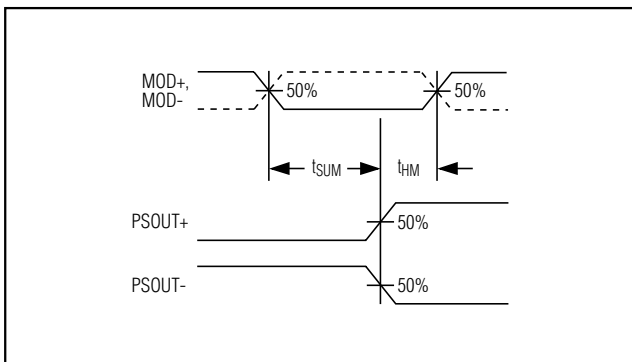 MOD+,
MOD-
50%
50%
tSUM
tHM
PSOUT+
50%
PSOUT-
50%